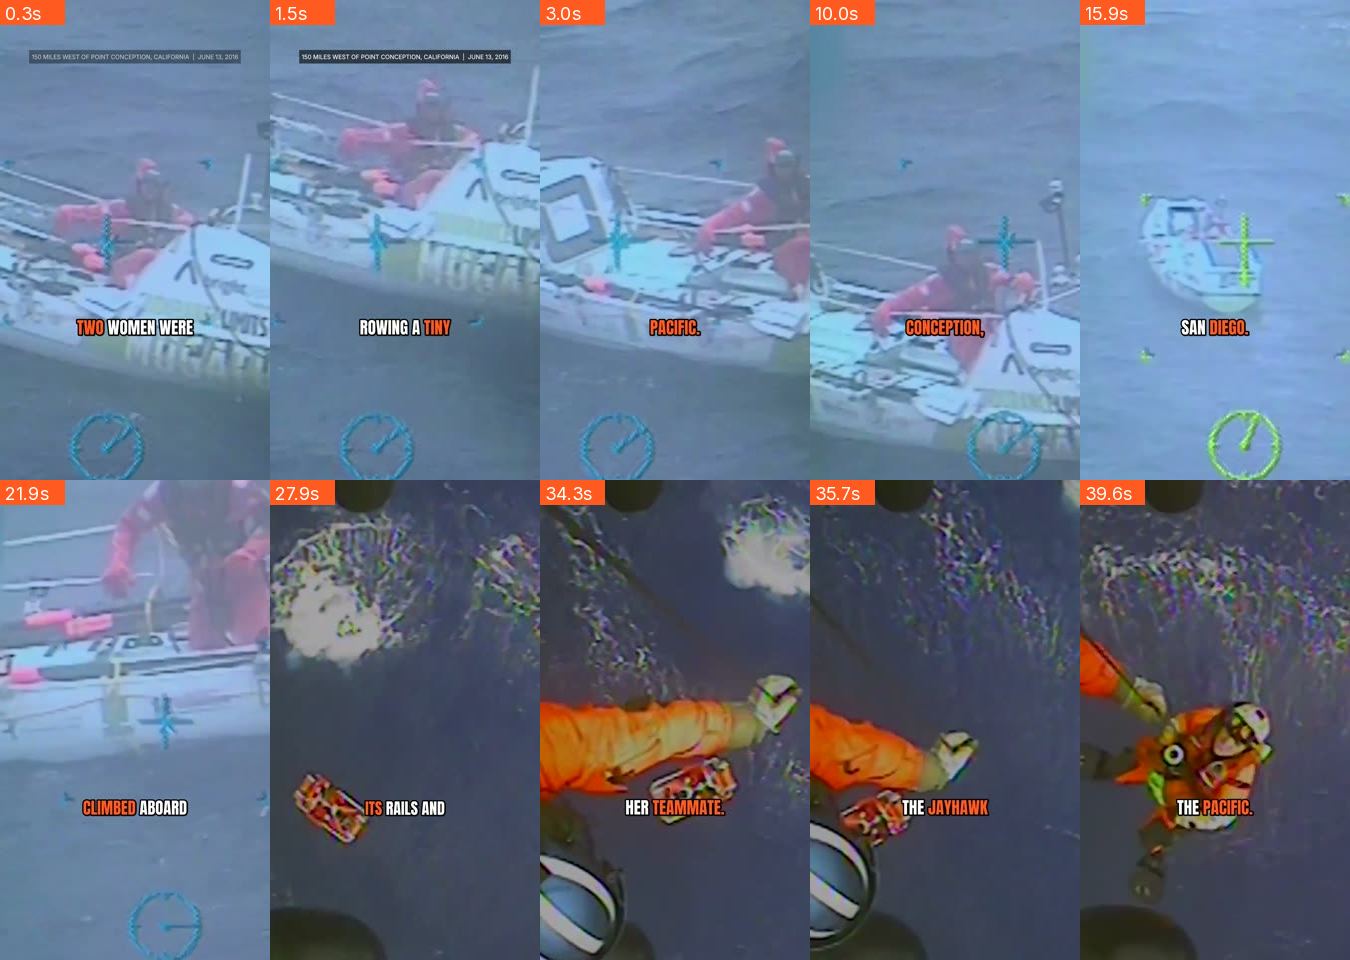 0.3s
150 MILES WEST OF POINT CONCEPTION, CALIFORNIA | JUNE 13, 2016
LIMITS
TWO WOMEN WERE
1.5s
150 MILES WEST OF POINT CONCEPTION, CALIFORNIA | JUNE 13, 2016
ROWING A TINY
3.0s
PACIFIC.
10.0s
CONCEPTION,
15.9s
SAN DIEGO.
21.9s
CLIMBED ABOARD
27.9s
ITS RAILS AND
34.3s
HER TEAMMATE.
35.7s
THE JAYHAWK
39.6s
THE PACIFIC.